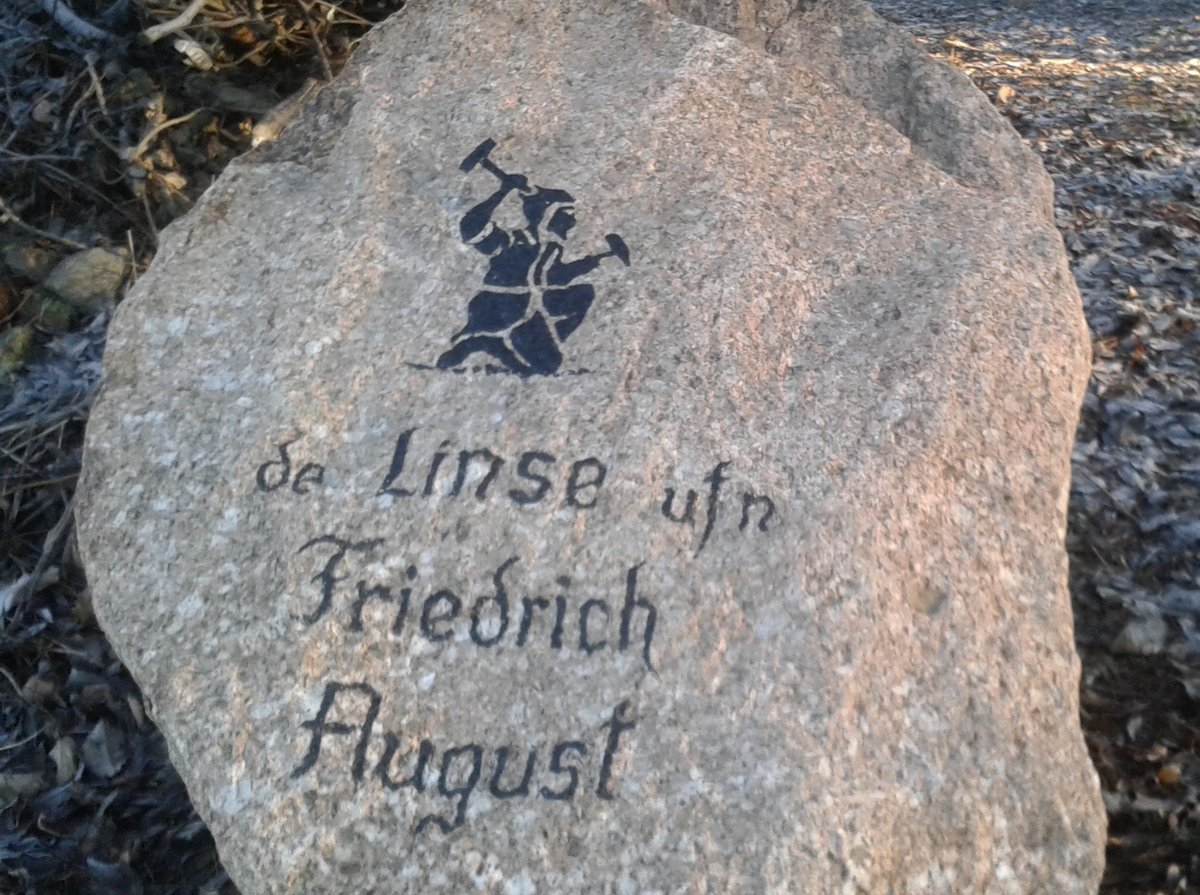 de Linse ufn
Friedrich
August